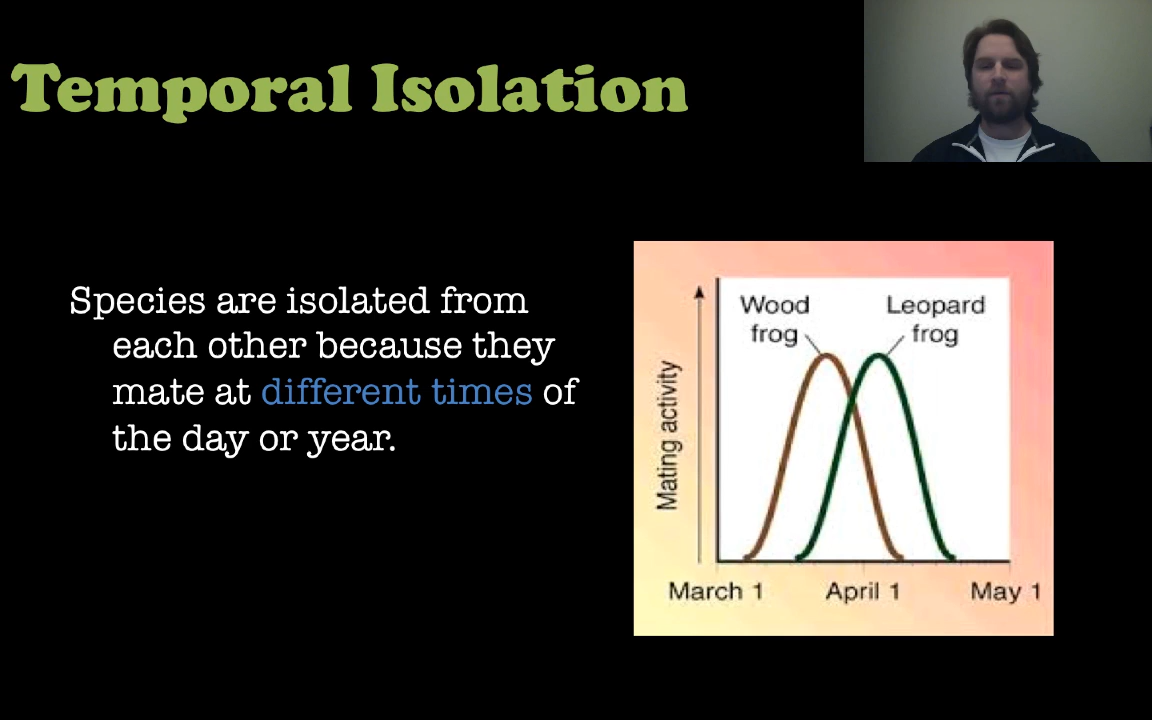 Temporal Isolation
Species are isolated from
each other because they
mate at different times of
the day or year.
Wood
frog
Leopard
frog
Mating activity
March 1
April 1
May 1